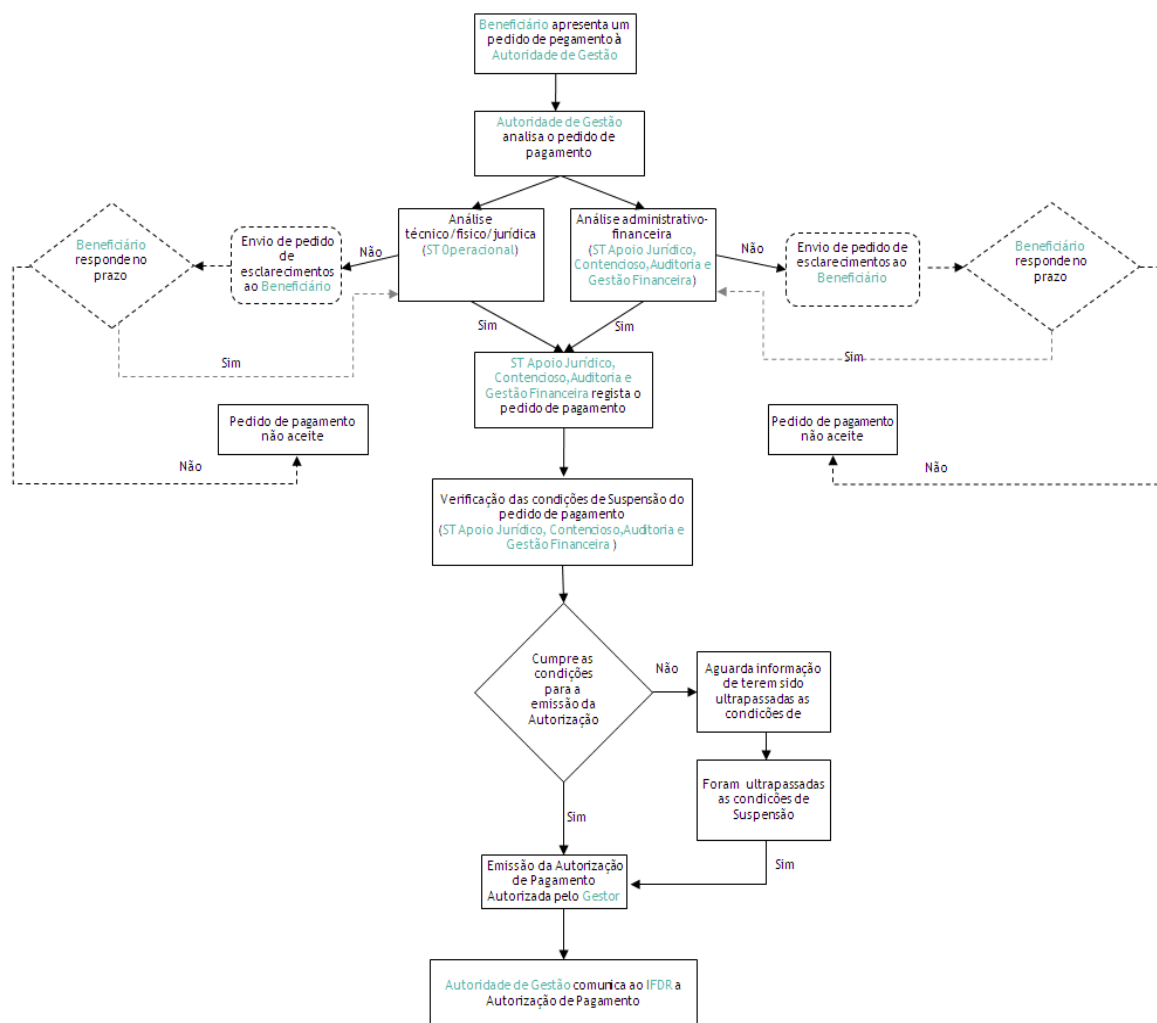 Beneficiário apresenta um
pedido de pegamento à
Autoridade de Gestão
Autoridade de Gestão
analisa o pedido de
pagamento
Análise
técnico/fisico/jurídica
(ST Operacional)
Análise administrativo-
financeira
(ST Apoio Jurídico,
Contencioso,Auditoria e
Gestão Financeira)
Não
Envio de pedido
de
esclarecimentos
ao Beneficiário
Beneficiário
responde no
prazo
Sim
Não
Envio de pedido de
esclarecimentos ao
Beneficiário
Beneficiário
responde no
prazo
Sim
Sim
Sim
ST Apoio Jurídico,
Contencioso,Auditoria e
Gestão Financeira regista o
pedido de pagamento
Pedido de pagamento
não aceite
Não
Pedido de pagamento
não aceite
Não
Verificação das condições de Suspensão do
pedido de pagamento
(ST Apoio Jurídico, Contencioso,Auditoria e
Gestão Financeira )
Cumpre as
condições
para a
emissão da
Autorização
Não
Aguarda informação
de terem sido
ultrapassadas as
condições de
Foram ultrapassadas
as condições de
Suspensão
Sim
Sim
Emissão da Autorização
de Pagamento
Autorizada pelo Gestor
Autoridade de Gestão comunica ao IFDR a
Autorização de Pagamento